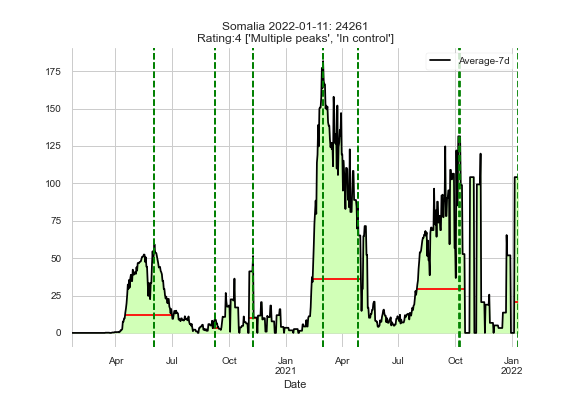 Somalia 2022-01-11: 24261
Rating:4 ['Multiple peaks', 'In control']
Average-7d
175
150
125
100
75
50
25
0
Apr Jul Oct Jan Apr Jul Oct Jan
2021 2022
Date